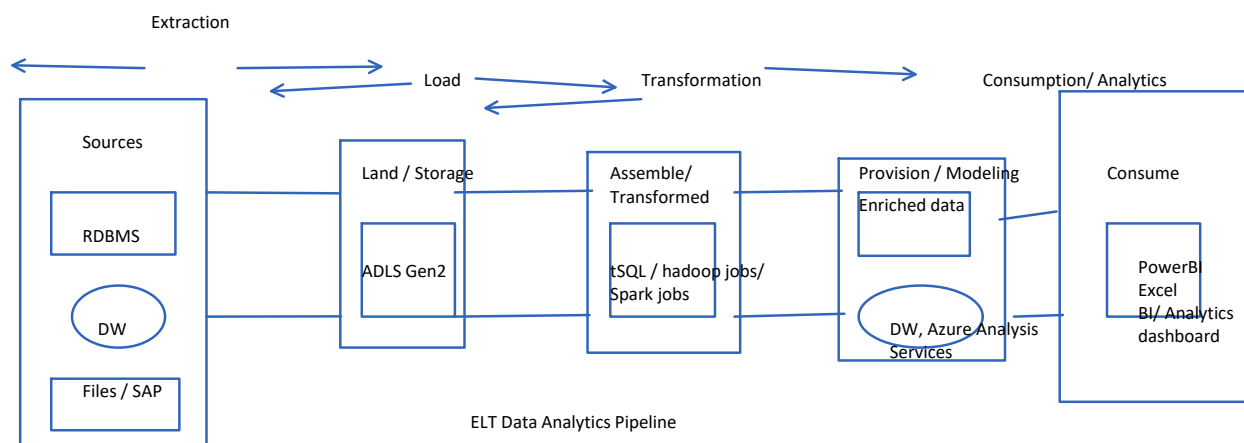 Extraction
Load
Transformation
Consumption/ Analytics
Sources
RDBMS
DW
Files / SAP
Land / Storage
ADLS Gen2
Assemble/
Transformed
tSQL / hadoop jobs/
Spark jobs
Provision / Modeling
Enriched data
DW, Azure Analysis
Services
Consume
PowerBI
Excel
BI/ Analytics
dashboard
ELT Data Analytics Pipeline